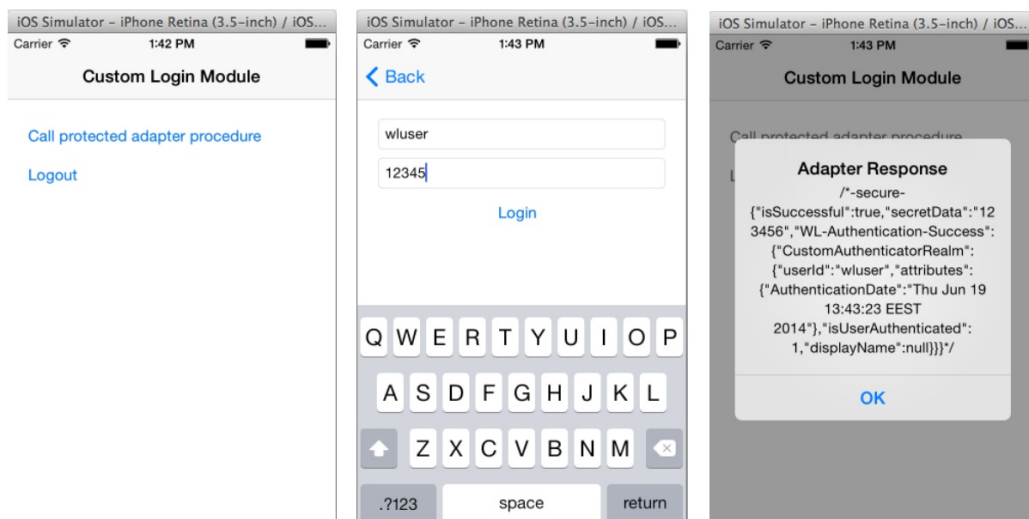 iOS Simulator – iPhone Retina (3.5-inch) / iOS...
Carrier 1:42 PM
Custom Login Module
Call protected adapter procedure
Logout
iOS Simulator – iPhone Retina (3.5-inch) / iOS...
Carrier 1:43 PM
Back
wluser
12345
Login
Q W E R T Y U I O P
A S D F G H J K L
Z X C V B N M
.?123 space return
iOS Simulator – iPhone Retina (3.5-inch) / iOS...
Carrier 1:43 PM
Custom Login Module
Call protected adapter procedure
L
Adapter Response
/*-secure-
{"isSuccessful":true,"secretData":"12
3456","WL-Authentication-Success":
{"CustomAuthenticatorRealm":
{"userId":"wluser","attributes":
{"AuthenticationDate":"Thu Jun 19
13:43:23 EEST
2014"},"isUserAuthenticated":
1,"displayName":null}}}*/
OK